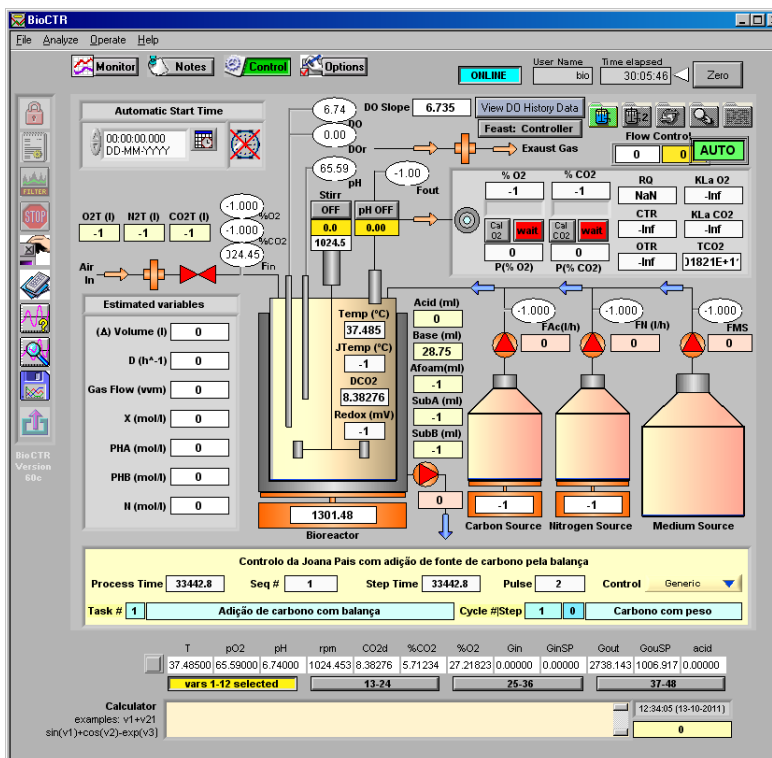 BioCTR
File Analyze Operate Help
Monitor Notes Control Options
ONLINE
User Name
bio
Time elapsed
30:05:46
Zero
Automatic Start Time
00:00:00.000
DD-MM-YYYY
6.74
DO
0.00
DOr
65.59
pH
DO Slope 6.735
View DO History Data
Feast: Controller
Exaust Gas
Flow Control
0 0 AUTO
-1.00
Fout
Stirr
OFF
0.0
1024.5
pH OFF
0.00
% O2
-1
% CO2
-1
Cal O2 wait
Cal CO2 wait
0
P(% O2)
0
P(% CO2)
RQ
NaN
CTR
-Inf
OTR
-Inf
KLa O2
-Inf
KLa CO2
-Inf
TCO2
01821E+1
O2T (l) N2T (l) CO2T (l)
-1 -1 -1
-1.000
%O2
-1.000
%CO2
024.45
Fin
Air In
FILTER
STOP
BioCTR
Version
60c
Estimated variables
(Δ) Volume (l) 0
D (h^-1) 0
Gas Flow (vvm) 0
X (mol/l) 0
PHA (mol/l) 0
PHB (mol/l) 0
N (mol/l) 0
Temp (ºC)
37.485
JTemp (ºC)
-1
DCO2
8.38276
Redox (mV)
-1
1301.48
Bioreactor
Acid (ml)
0
Base (ml)
28.75
Afoam(ml)
-1
SubA (ml)
-1
SubB (ml)
-1
0
-1.000
FAc(l/h)
0
-1.000
FN (l/h)
0
-1.000
FMS
0
-1
Carbon Source
-1
Nitrogen Source
Medium Source
Controlo da Joana Pais com adição de fonte de carbono pela balança
Process Time 33442.8 Seq # 1 Step Time 33442.8 Pulse 2 Control Generic
Task # 1 Adição de carbono com balança Cycle #|Step 1 0 Carbono com peso
T pO2 pH rpm CO2d %CO2 %O2 Gin GinSP Gout GouSP acid
37.48500 65.59000 6.74000 1024.453 8.38276 5.71234 27.21823 0.00000 0.00000 2738.143 1006.917 0.00000
vars 1-12 selected 13-24 25-36 37-48
Calculator
examples: v1+v21
sin(v1)+cos(v2)-exp(v3)
12:34:05 (13-10-2011)
0